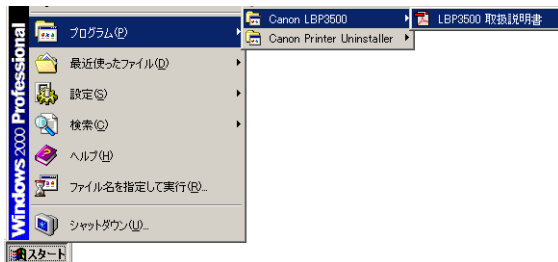 Windows 2000 Professional
プログラム(P)
最近使ったファイル(D)
設定(S)
検索(C)
ヘルプ(H)
ファイル名を指定して実行(R)...
シャットダウン(U)...
スタート
Canon LBP3500
Canon Printer Uninstaller
LBP3500 取扱説明書